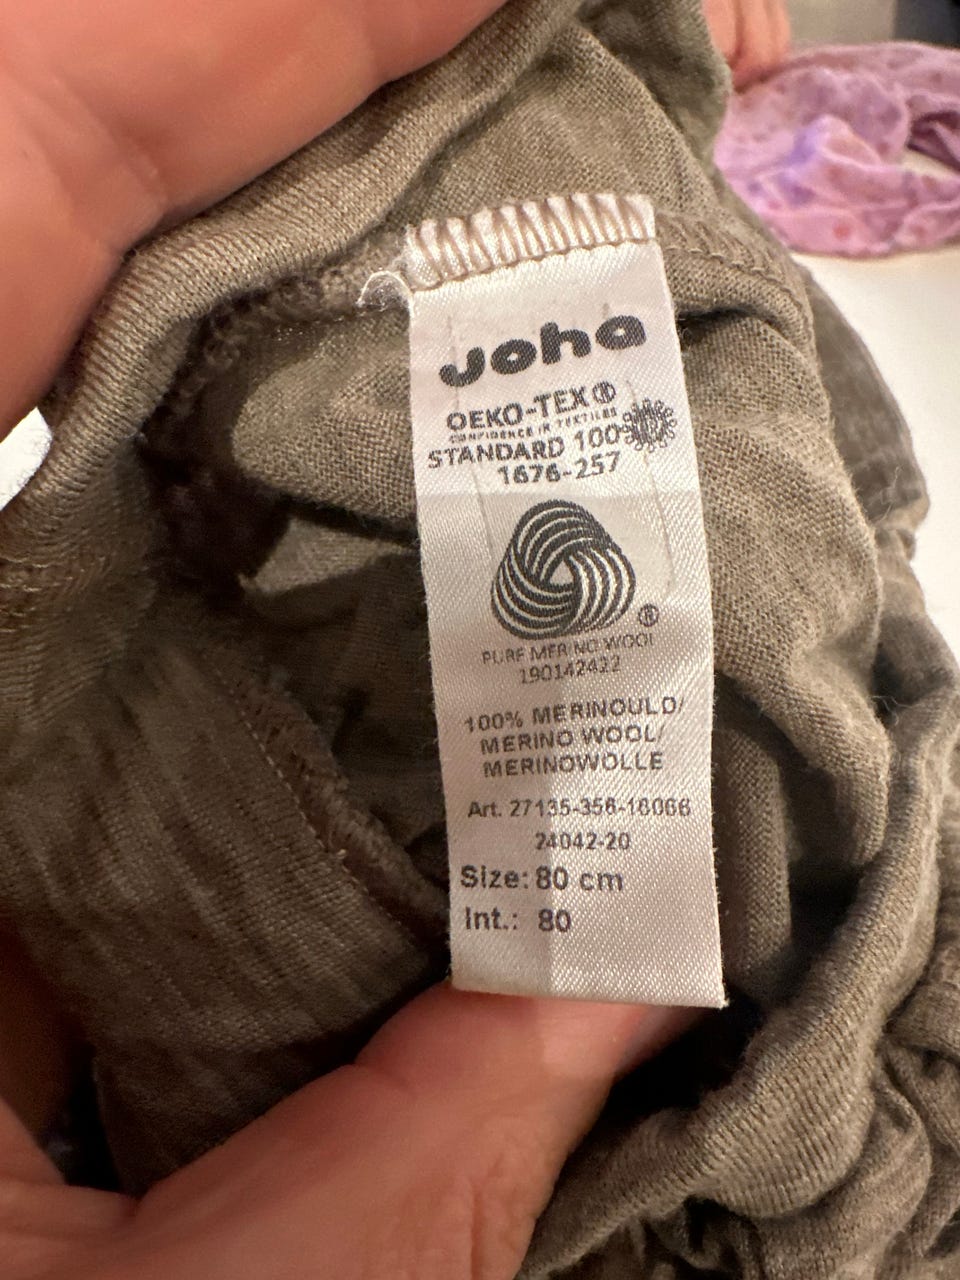 Joha
OEKO-TEX®
CONFIDENCE IN TEXTILES
STANDARD 100
1676-257
®
PURE MERINO WOOL
190142422
100% MERINOULD/
MERINO WOOL/
MERINOWOLLE
Art. 27135-356-16066
24042-20
Size: 80 cm
Int.: 80